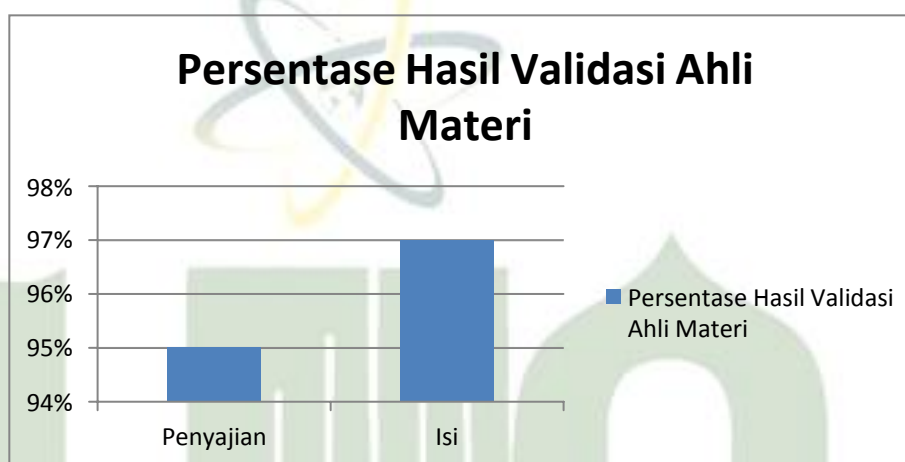 Persentase Hasil Validasi Ahli
Materi
98%
97%
96%
95%
94%
Penyajian
Isi
Persentase Hasil Validasi
Ahli Materi